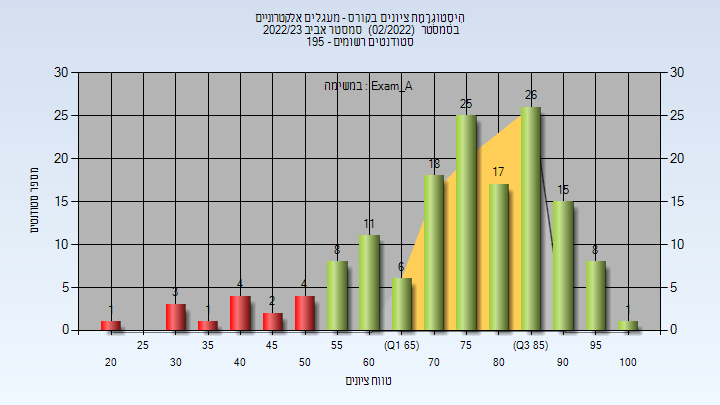 הִיסְטוֹגְרַמַּת ציונים בקורס - מעגלים אלקטרוניים
בסמסטר (02/2022) סמסטר אביב 2022/23
סטודנטים רשומים - 195
במשימה : Exam_A
מספר סטודנטים
30 25 20 15 10 5 0
1 3 1 4 2 4 8 11 6 18 25 17 26 15 8 1
30 25 20 15 10 5 0
25 35 45 55 (Q1 65) 75 (Q3 85) 95
20 30 40 50 60 70 80 90 100
טווח ציונים